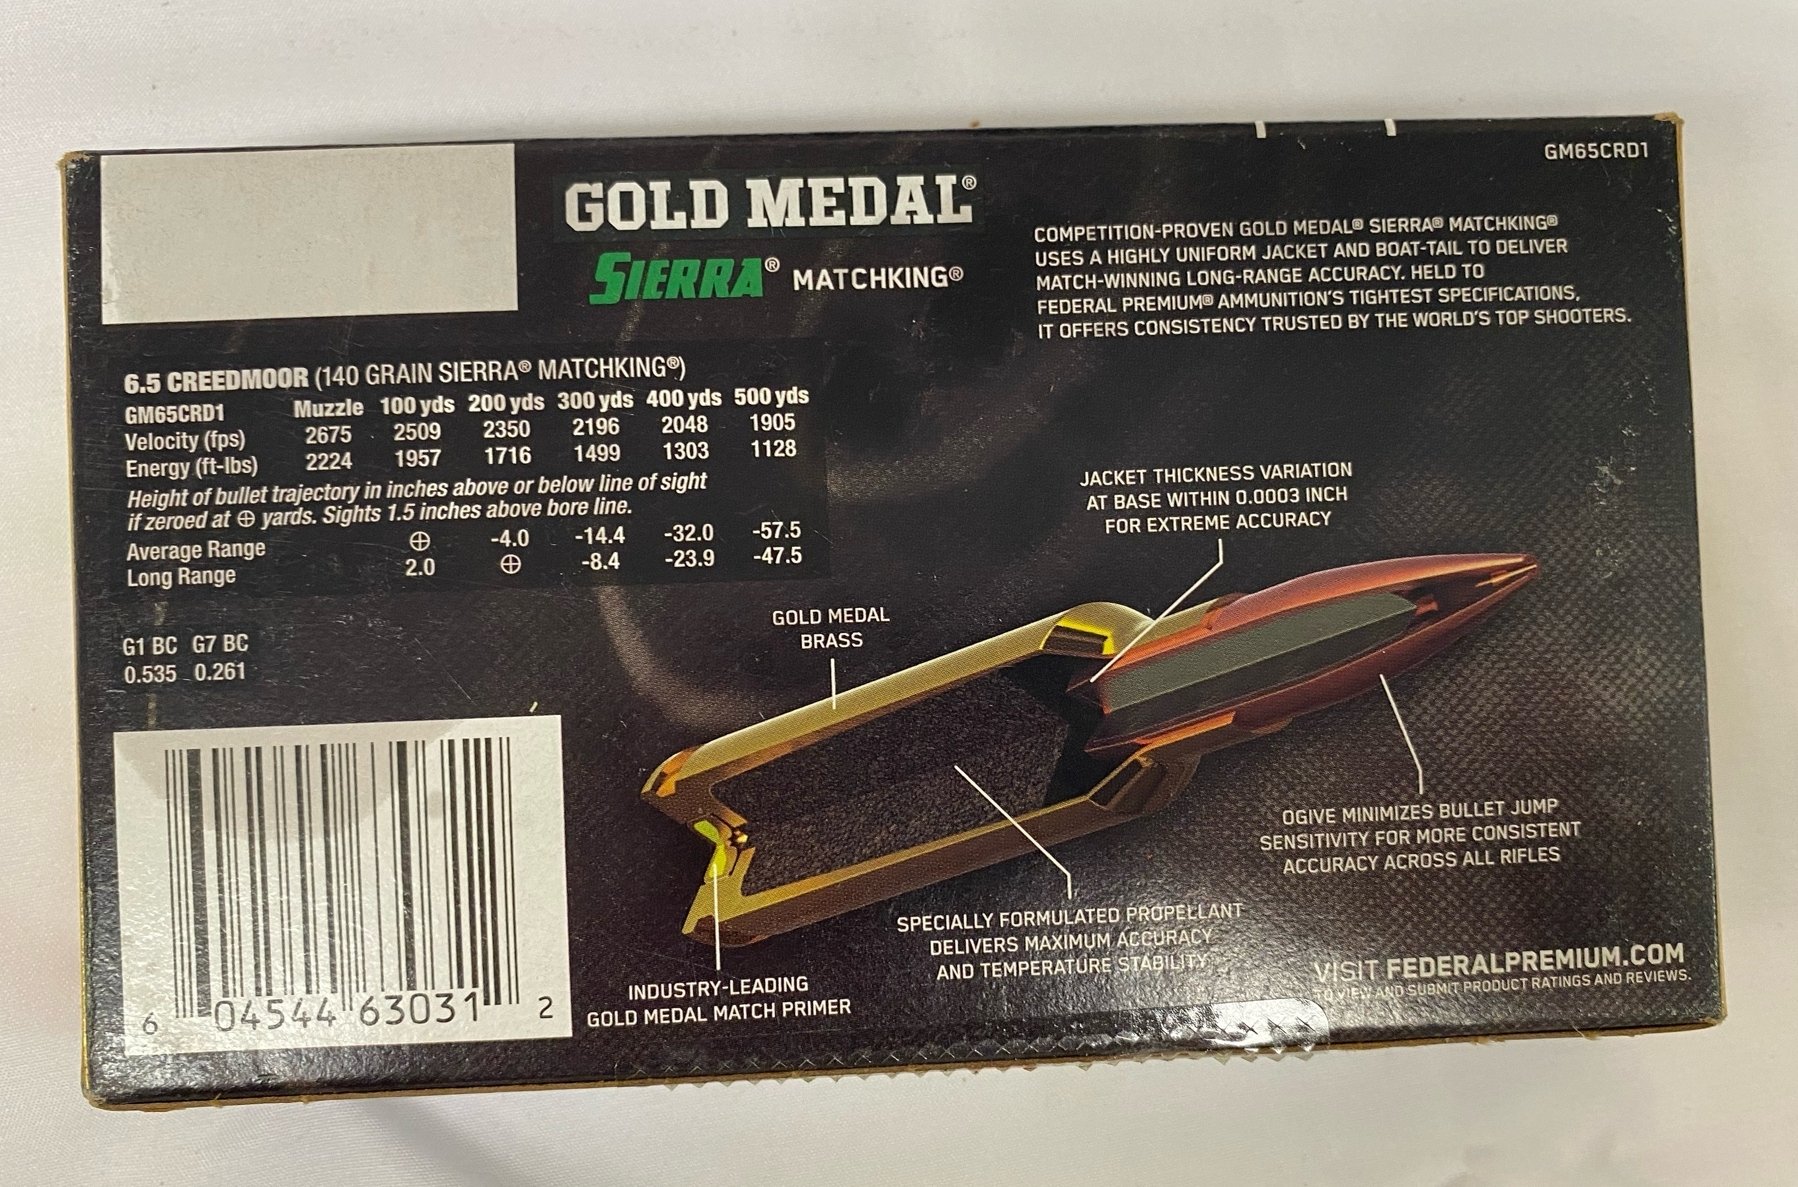 GM65CRD1
GOLD MEDAL®
SIERRA® MATCHKING®
COMPETITION-PROVEN GOLD MEDAL® SIERRA® MATCHKING®
USES A HIGHLY UNIFORM JACKET AND BOAT-TAIL TO DELIVER
MATCH-WINNING LONG-RANGE ACCURACY. HELD TO
FEDERAL PREMIUM® AMMUNITION'S TIGHTEST SPECIFICATIONS,
IT OFFERS CONSISTENCY TRUSTED BY THE WORLD'S TOP SHOOTERS.
6.5 CREEDMOOR (140 GRAIN SIERRA® MATCHKING®)
GM65CRD1 Muzzle 100 yds 200 yds 300 yds 400 yds 500 yds
Velocity (fps) 2675 2509 2350 2196 2048 1905
Energy (ft-lbs) 2224 1957 1716 1499 1303 1128
Height of bullet trajectory in inches above or below line of sight
if zeroed at ⊕ yards. Sights 1.5 inches above bore line.
Average Range ⊕ -4.0 -14.4 -32.0 -57.5
Long Range 2.0 ⊕ -8.4 -23.9 -47.5
G1 BC G7 BC
0.535 0.261
JACKET THICKNESS VARIATION
AT BASE WITHIN 0.0003 INCH
FOR EXTREME ACCURACY
GOLD MEDAL
BRASS
OGIVE MINIMIZES BULLET JUMP
SENSITIVITY FOR MORE CONSISTENT
ACCURACY ACROSS ALL RIFLES
SPECIALLY FORMULATED PROPELLANT
DELIVERS MAXIMUM ACCURACY
AND TEMPERATURE STABILITY
INDUSTRY-LEADING
GOLD MEDAL MATCH PRIMER
VISIT FEDERALPREMIUM.COM
TO VIEW AND SUBMIT PRODUCT RATINGS AND REVIEWS.
6 04544 63031 2